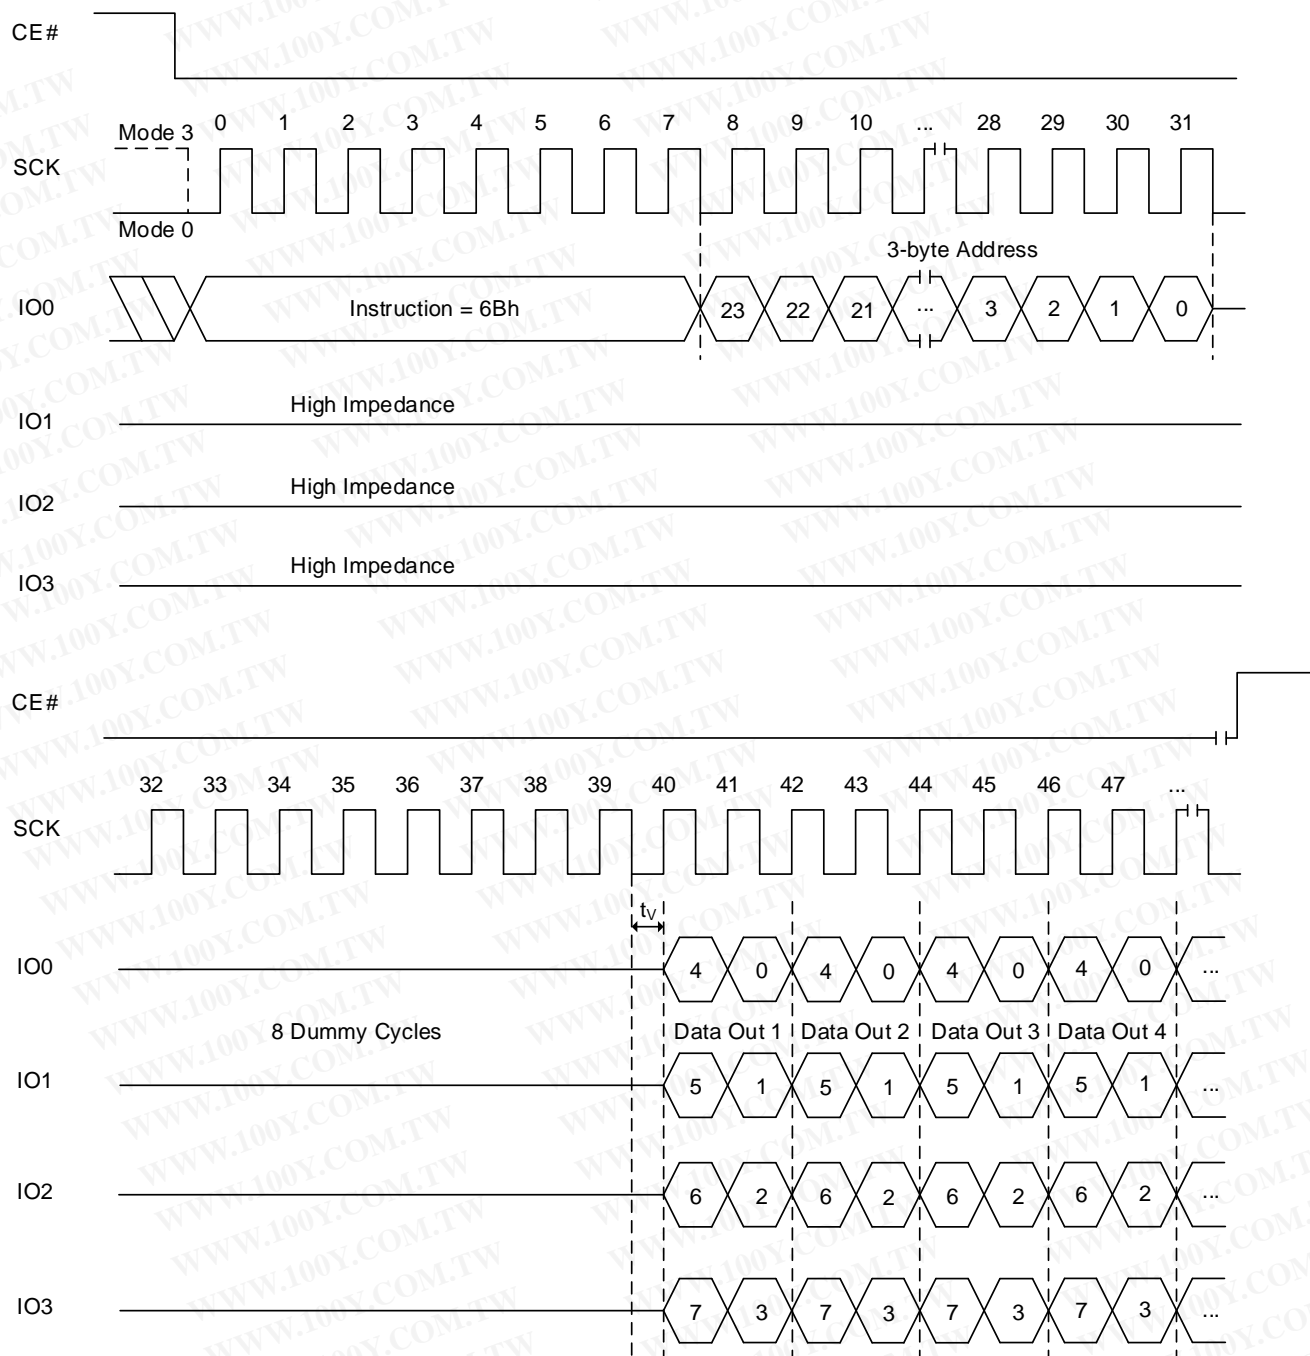 CE#
Mode 3
0 1 2 3 4 5 6 7 8 9 10 ... 28 29 30 31
SCK
Mode 0
3-byte Address
IO0
Instruction = 6Bh
23 22 21 ... 3 2 1 0
High Impedance
IO1
High Impedance
IO2
High Impedance
IO3
CE#
32 33 34 35 36 37 38 39 40 41 42 43 44 45 46 47 ...
SCK
tV
IO0
4 0 4 0 4 0 4 0 ...
8 Dummy Cycles
Data Out 1 Data Out 2 Data Out 3 Data Out 4
IO1
5 1 5 1 5 1 5 1 ...
IO2
6 2 6 2 6 2 6 2 ...
IO3
7 3 7 3 7 3 7 3 ...
WWW.100Y.COM.TW